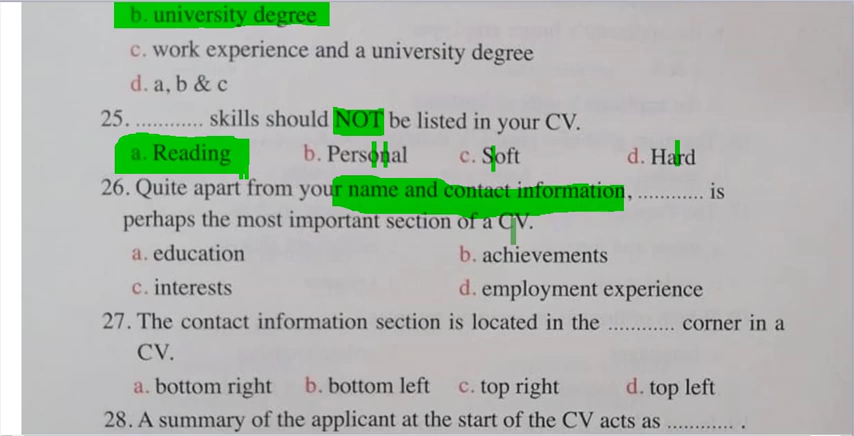 b. university degree
c. work experience and a university degree
d. a, b & c
25. ............ skills should NOT be listed in your CV.
a. Reading b. Personal c. Soft d. Hard
26. Quite apart from your name and contact information, ............ is
perhaps the most important section of a CV.
a. education b. achievements
c. interests d. employment experience
27. The contact information section is located in the ............ corner in a
CV.
a. bottom right b. bottom left c. top right d. top left
28. A summary of the applicant at the start of the CV acts as ............ .